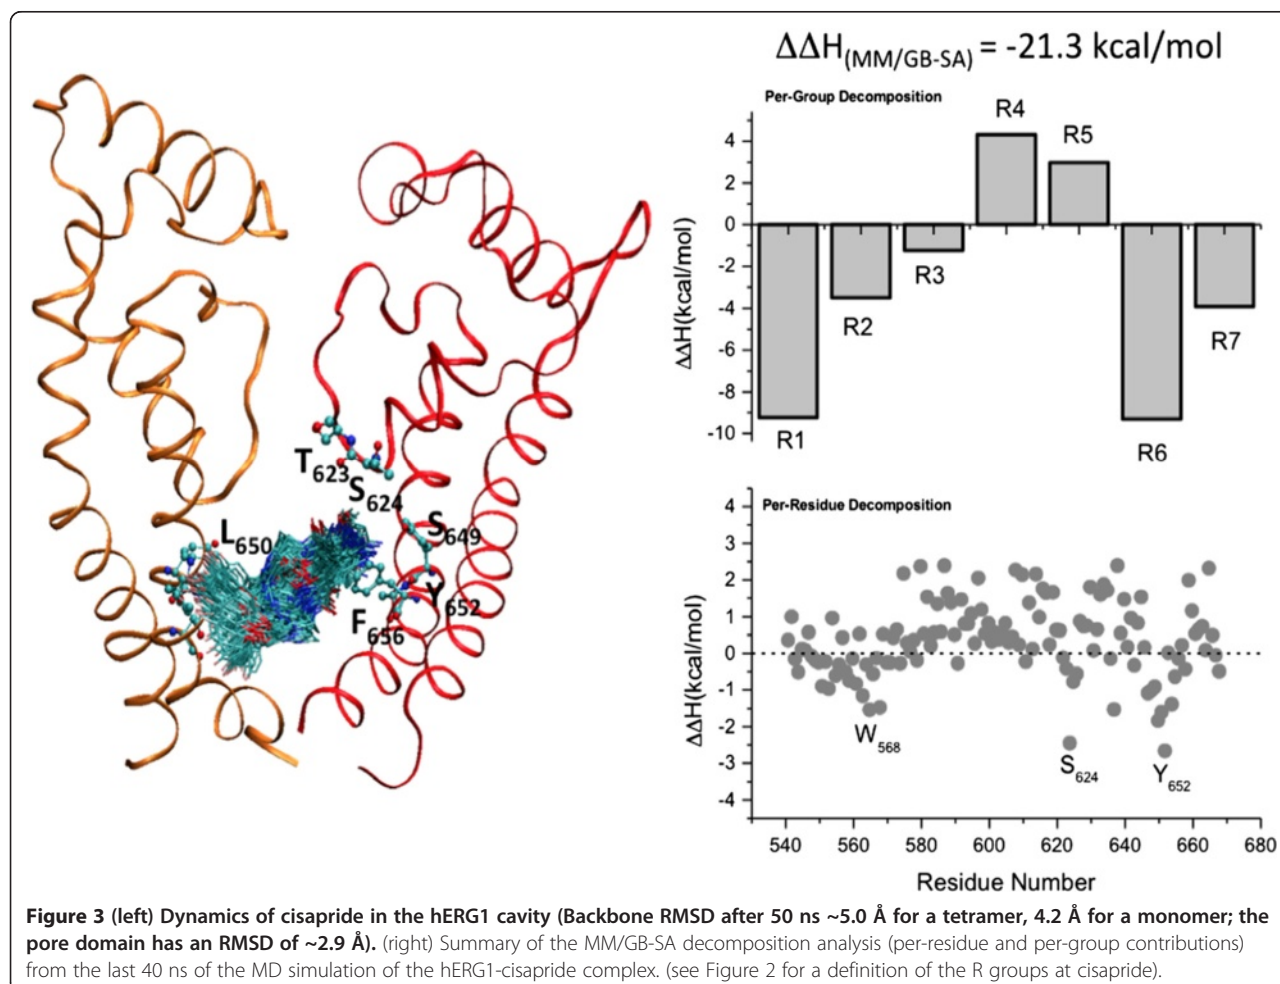 ΔΔH(MM/GB-SA) = -21.3 kcal/mol
Per-Group Decomposition
ΔΔH(kcal/mol)
4
2
0
-2
-4
-6
-8
-10
R1
R2
R3
R4
R5
R6
R7
T623
S624
L650
S649
Y652
F656
Per-Residue Decomposition
ΔΔH(kcal/mol)
4
3
2
1
0
-1
-2
-3
-4
W568
S624
Y652
540 560 580 600 620 640 660 680
Residue Number
Figure 3 (left) Dynamics of cisapride in the hERG1 cavity (Backbone RMSD after 50 ns ~5.0 Å for a tetramer, 4.2 Å for a monomer; the
pore domain has an RMSD of ~2.9 Å). (right) Summary of the MM/GB-SA decomposition analysis (per-residue and per-group contributions)
from the last 40 ns of the MD simulation of the hERG1-cisapride complex. (see Figure 2 for a definition of the R groups at cisapride).